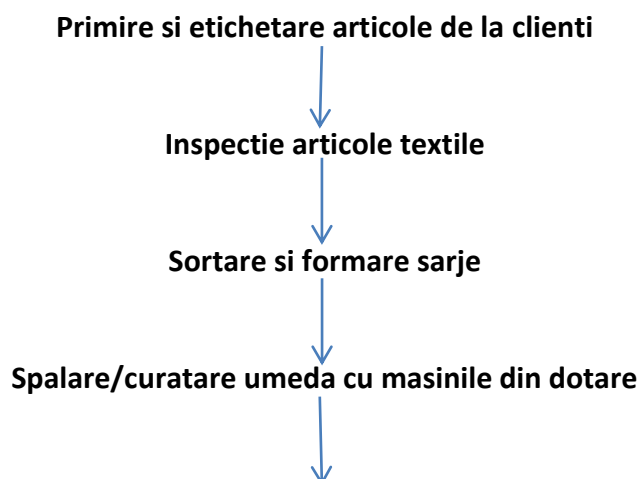 Primire si etichetare articole de la clienti
Inspectie articole textile
Sortare si formare sarje
Spalare/curatare umeda cu masinile din dotare